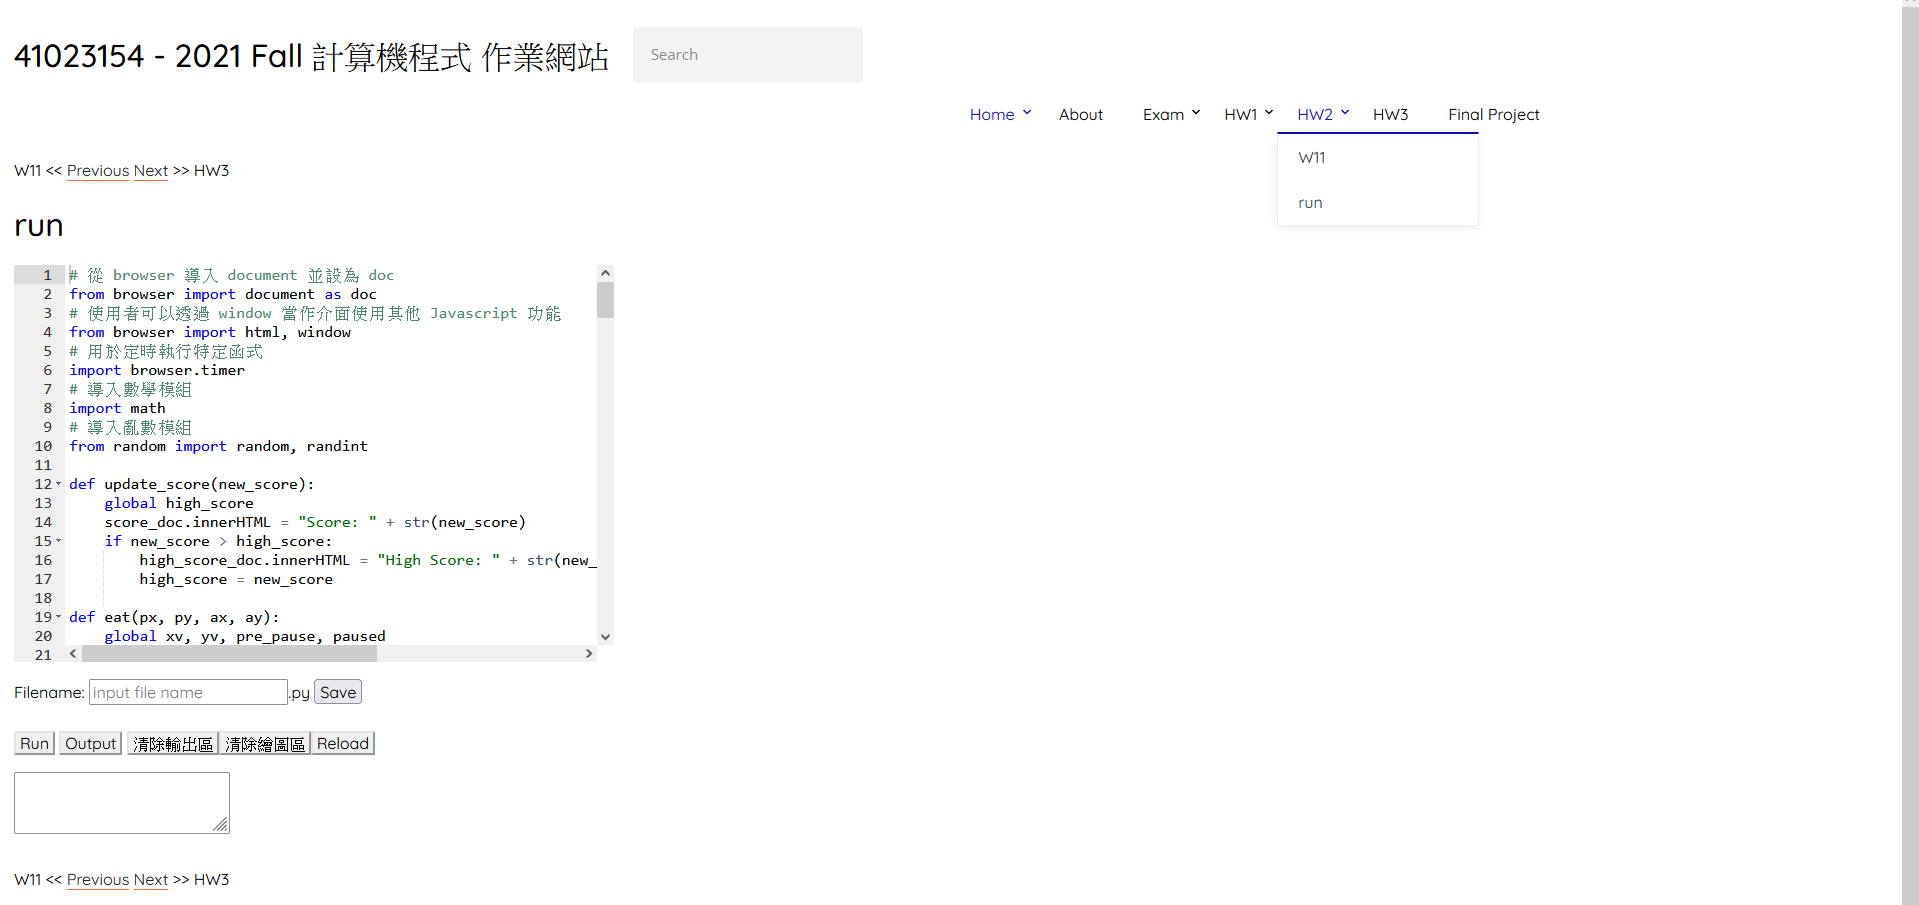 41023154 - 2021 Fall 計算機程式 作業網站
Search
Home About Exam HW1 HW2 HW3 Final Project
W11
run
W11 << Previous Next >> HW3
run
1 # 從 browser 導入 document 並設為 doc
2 from browser import document as doc
3 # 使用者可以透過 window 當作介面使用其他 Javascript 功能
4 from browser import html, window
5 # 用於定時執行特定函式
6 import browser.timer
7 # 導入數學模組
8 import math
9 # 導入亂數模組
10 from random import random, randint
11
12 def update_score(new_score):
13     global high_score
14     score_doc.innerHTML = "Score: " + str(new_score)
15     if new_score > high_score:
16         high_score_doc.innerHTML = "High Score: " + str(new_
17         high_score = new_score
18
19 def eat(px, py, ax, ay):
20     global xv, yv, pre_pause, paused
21
Filename: input file name .py Save
Run Output 清除輸出區 清除繪圖區 Reload
W11 << Previous Next >> HW3